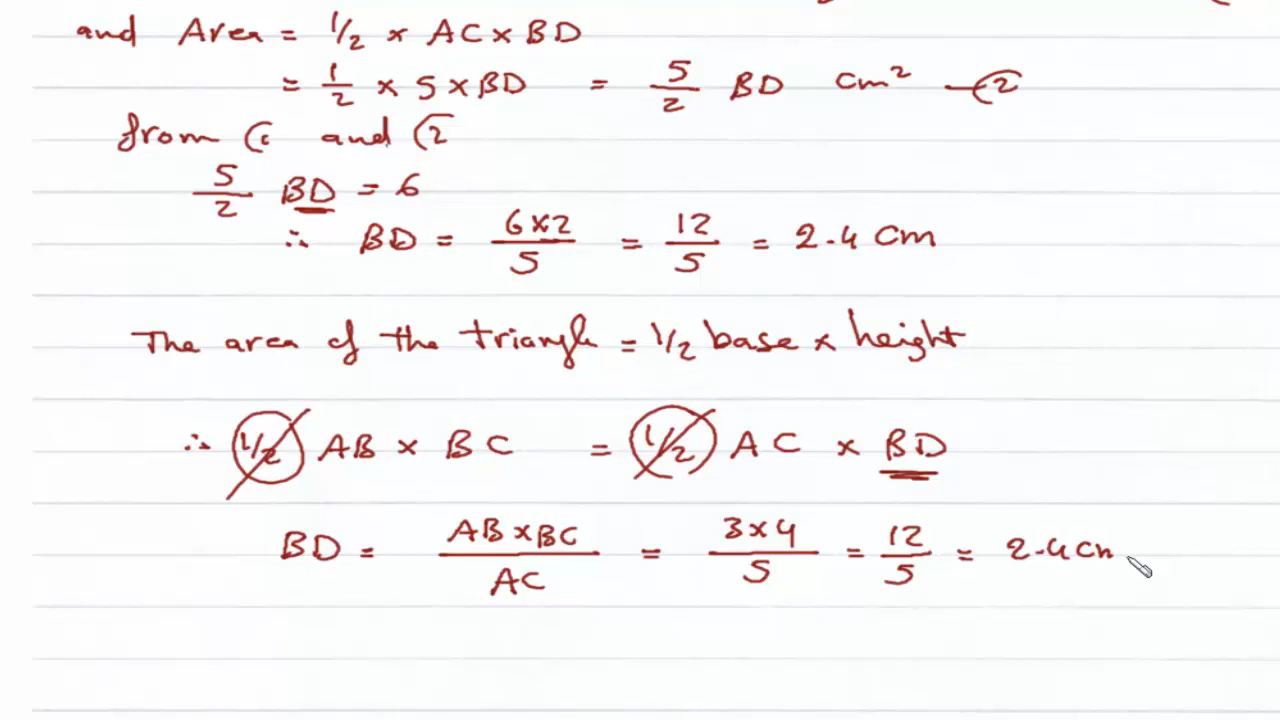 and Area = 1/2 × AC × BD
= 1/2 × 5 × BD = 5/2 BD cm² —(2
from (1 and (2
5/2 BD = 6
∴ BD = 6×2/5 = 12/5 = 2.4 cm
The area of the triangle = 1/2 base × height
∴ 1/2 AB × BC = 1/2 AC × BD
BD = AB×BC/AC = 3×4/5 = 12/5 = 2.4 cm